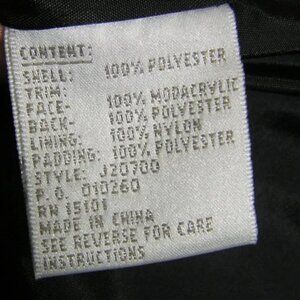 CONTENT:
SHELL: 100% POLYESTER
TRIM:
FACE- 100% MODACRYLIC
BACK- 100% POLYESTER
LINING: 100% NYLON
PADDING: 100% POLYESTER
STYLE: J20700
P. O. 010260
RN 15101
MADE IN CHINA
SEE REVERSE FOR CARE
INSTRUCTIONS